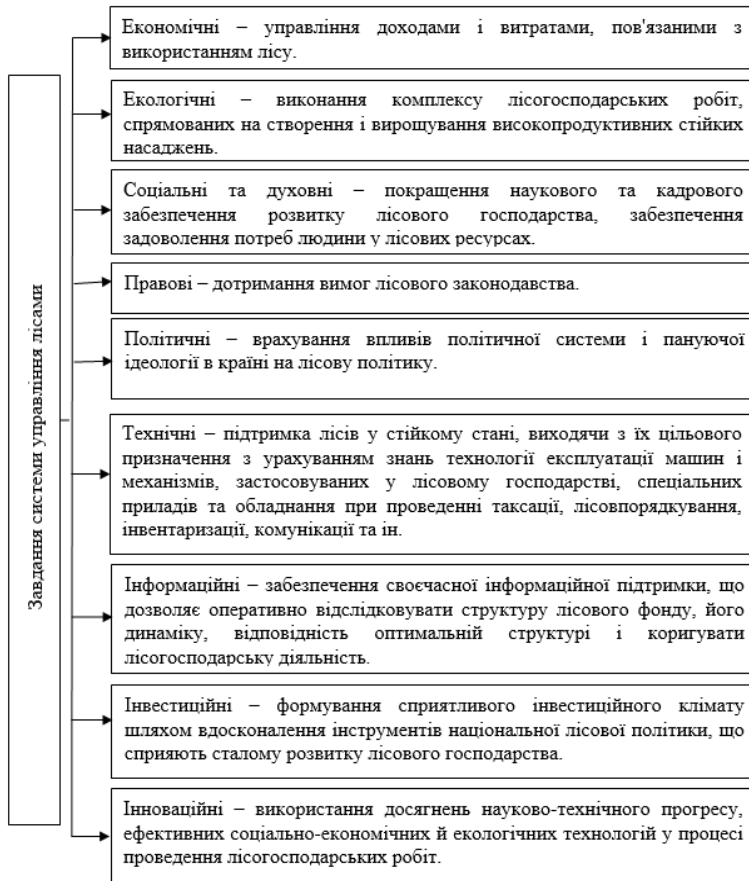 Завдання системи управління лісами
Економічні – управління доходами і витратами, пов'язаними з
використанням лісу.
Екологічні – виконання комплексу лісогосподарських робіт,
спрямованих на створення і вирощування високопродуктивних стійких
насаджень.
Соціальні та духовні – покращення наукового та кадрового
забезпечення розвитку лісового господарства, забезпечення
задоволення потреб людини у лісових ресурсах.
Правові – дотримання вимог лісового законодавства.
Політичні – врахування впливів політичної системи і пануючої
ідеології в країні на лісову політику.
Технічні – підтримка лісів у стійкому стані, виходячи з їх цільового
призначення з урахуванням знань технології експлуатації машин і
механізмів, застосовуваних у лісовому господарстві, спеціальних
приладів та обладнання при проведенні таксації, лісовпорядкування,
інвентаризації, комунікації та ін.
Інформаційні – забезпечення своєчасної інформаційної підтримки, що
дозволяє оперативно відслідковувати структуру лісового фонду, його
динаміку, відповідність оптимальній структурі і коригувати
лісогосподарську діяльність.
Інвестиційні – формування сприятливого інвестиційного клімату
шляхом вдосконалення інструментів національної лісової політики, що
сприяють сталому розвитку лісового господарства.
Інноваційні – використання досягнень науково-технічного прогресу,
ефективних соціально-економічних й екологічних технологій у процесі
проведення лісогосподарських робіт.